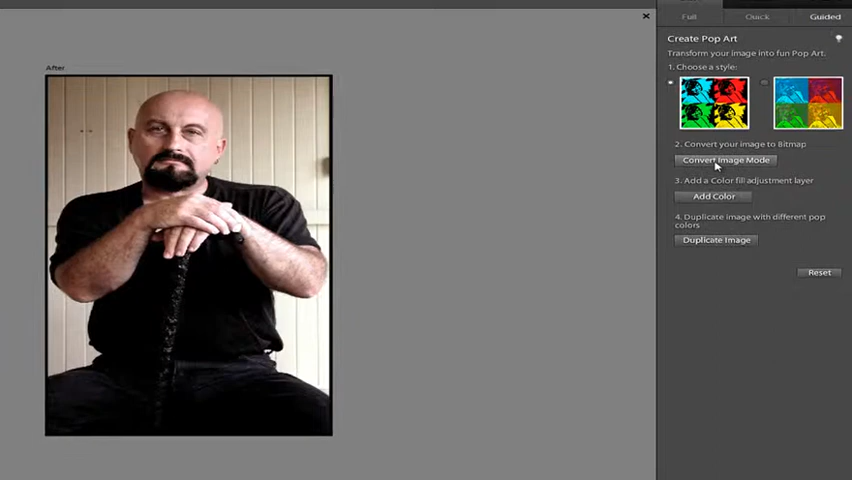 Full Quick Guided
After
Create Pop Art
Transform your image into fun Pop Art.
1. Choose a style:
2. Convert your image to Bitmap
Convert Image Mode
3. Add a Color fill adjustment layer
Add Color
4. Duplicate image with different pop
colors
Duplicate Image
Reset